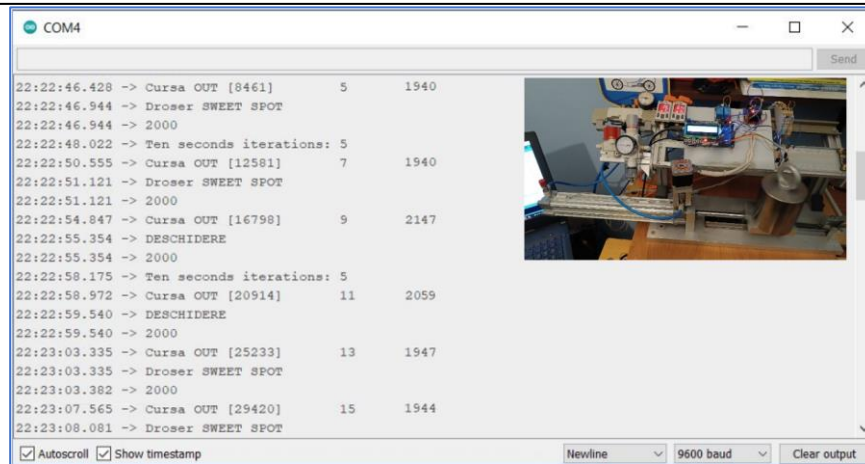 COM4
Send
22:22:46.428 -> Cursa OUT [8461] 5 1940
22:22:46.944 -> Droser SWEET SPOT
22:22:46.944 -> 2000
22:22:48.022 -> Ten seconds iterations: 5
22:22:50.555 -> Cursa OUT [12581] 7 1940
22:22:51.121 -> Droser SWEET SPOT
22:22:51.121 -> 2000
22:22:54.847 -> Cursa OUT [16798] 9 2147
22:22:55.354 -> DESCHIDERE
22:22:55.354 -> 2000
22:22:58.175 -> Ten seconds iterations: 5
22:22:58.972 -> Cursa OUT [20914] 11 2059
22:22:59.540 -> DESCHIDERE
22:22:59.540 -> 2000
22:23:03.335 -> Cursa OUT [25233] 13 1947
22:23:03.335 -> Droser SWEET SPOT
22:23:03.382 -> 2000
22:23:07.565 -> Cursa OUT [29420] 15 1944
22:23:08.081 -> Droser SWEET SPOT
Autoscroll Show timestamp Newline 9600 baud Clear output